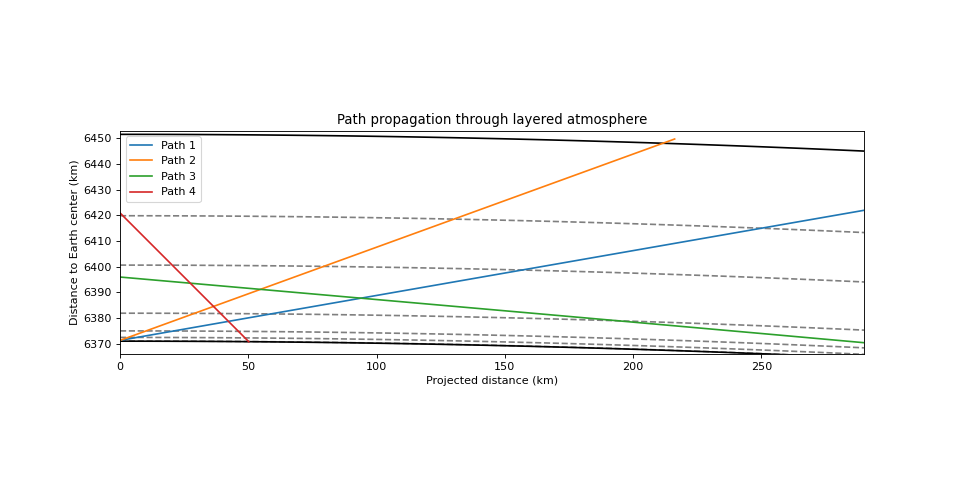 Path propagation through layered atmosphere
Distance to Earth center (km)
6450
6440
6430
6420
6410
6400
6390
6380
6370
Path 1
Path 2
Path 3
Path 4
0 50 100 150 200 250
Projected distance (km)